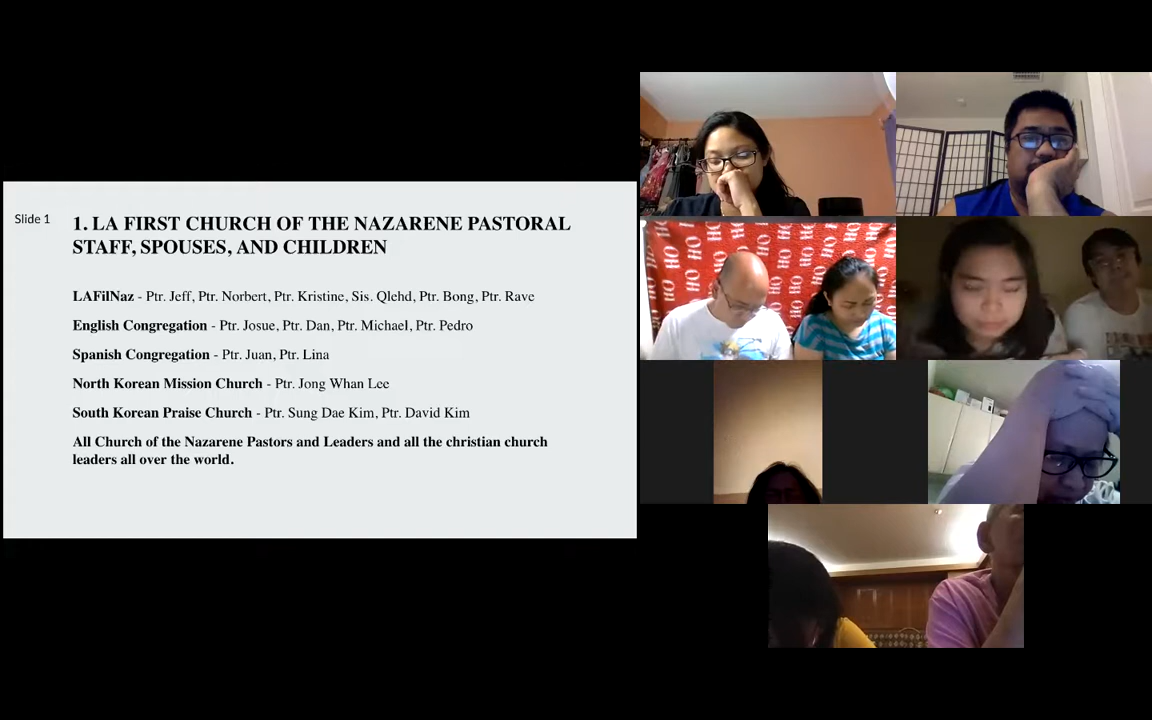 Slide 1
1. LA FIRST CHURCH OF THE NAZARENE PASTORAL
STAFF, SPOUSES, AND CHILDREN
LAFilNaz - Ptr. Jeff, Ptr. Norbert, Ptr. Kristine, Sis. Qlehd, Ptr. Bong, Ptr. Rave
English Congregation - Ptr. Josue, Ptr. Dan, Ptr. Michael, Ptr. Pedro
Spanish Congregation - Ptr. Juan, Ptr. Lina
North Korean Mission Church - Ptr. Jong Whan Lee
South Korean Praise Church - Ptr. Sung Dae Kim, Ptr. David Kim
All Church of the Nazarene Pastors and Leaders and all the christian church
leaders all over the world.
HO HO HO